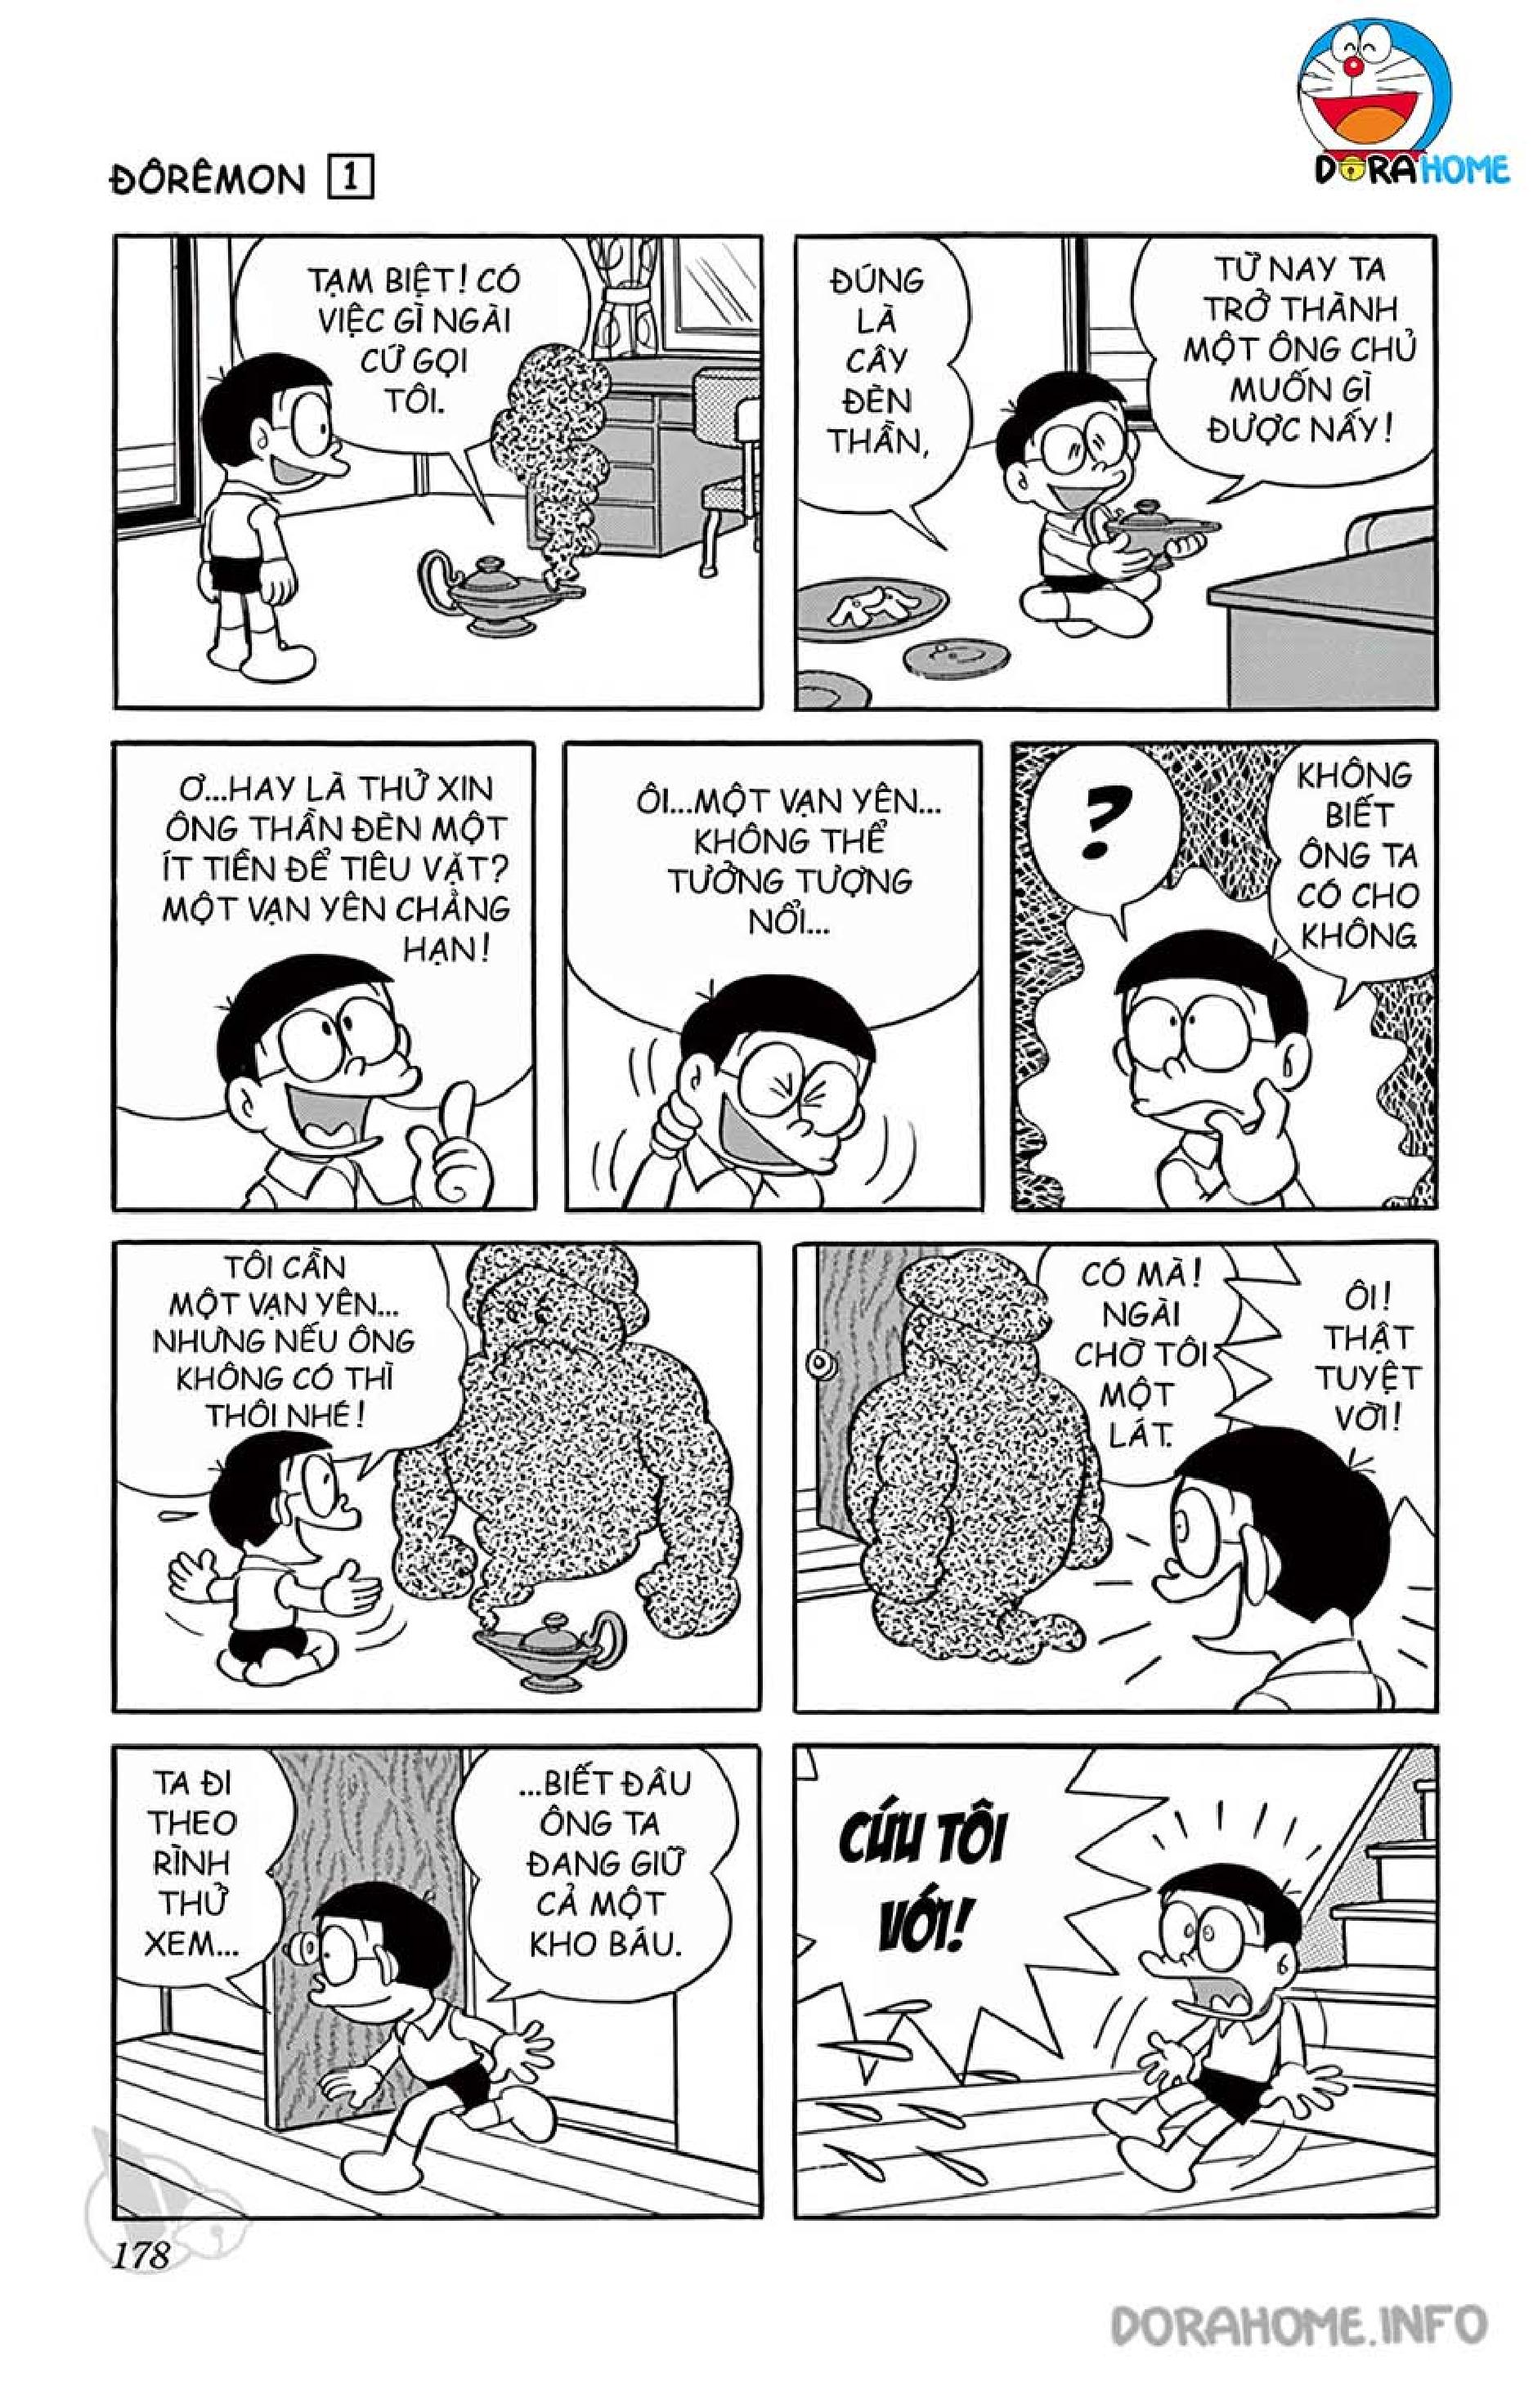 DORAHOME
ĐÔRÊMON 1
TẠM BIỆT! CÓ
VIỆC GÌ NGÀI
CỨ GỌI
TÔI.
ĐÚNG
LÀ
CÂY
ĐÈN
THẦN,
TỪ NAY TA
TRỞ THÀNH
MỘT ÔNG CHỦ
MUỐN GÌ
ĐƯỢC NẤY!
Ơ...HAY LÀ THỬ XIN
ÔNG THẦN ĐÈN MỘT
ÍT TIỀN ĐỂ TIÊU VẶT?
MỘT VẠN YÊN CHẲNG
HẠN!
ÔI...MỘT VẠN YÊN...
KHÔNG THỂ
TƯỞNG TƯỢNG
NỔI...
?
KHÔNG
BIẾT
ÔNG TA
CÓ CHO
KHÔNG.
TÔI CẦN
MỘT VẠN YÊN...
NHƯNG NẾU ÔNG
KHÔNG CÓ THÌ
THÔI NHÉ!
CÓ MÀ!
NGÀI
CHỜ TÔI
MỘT
LÁT.
ÔI!
THẬT
TUYỆT
VỜI!
TA ĐI
THEO
RÌNH
THỬ
XEM...
...BIẾT ĐÂU
ÔNG TA
ĐANG GIỮ
CẢ MỘT
KHO BÁU.
CỨU TÔI
VỚI!
178
DORAHOME.INFO